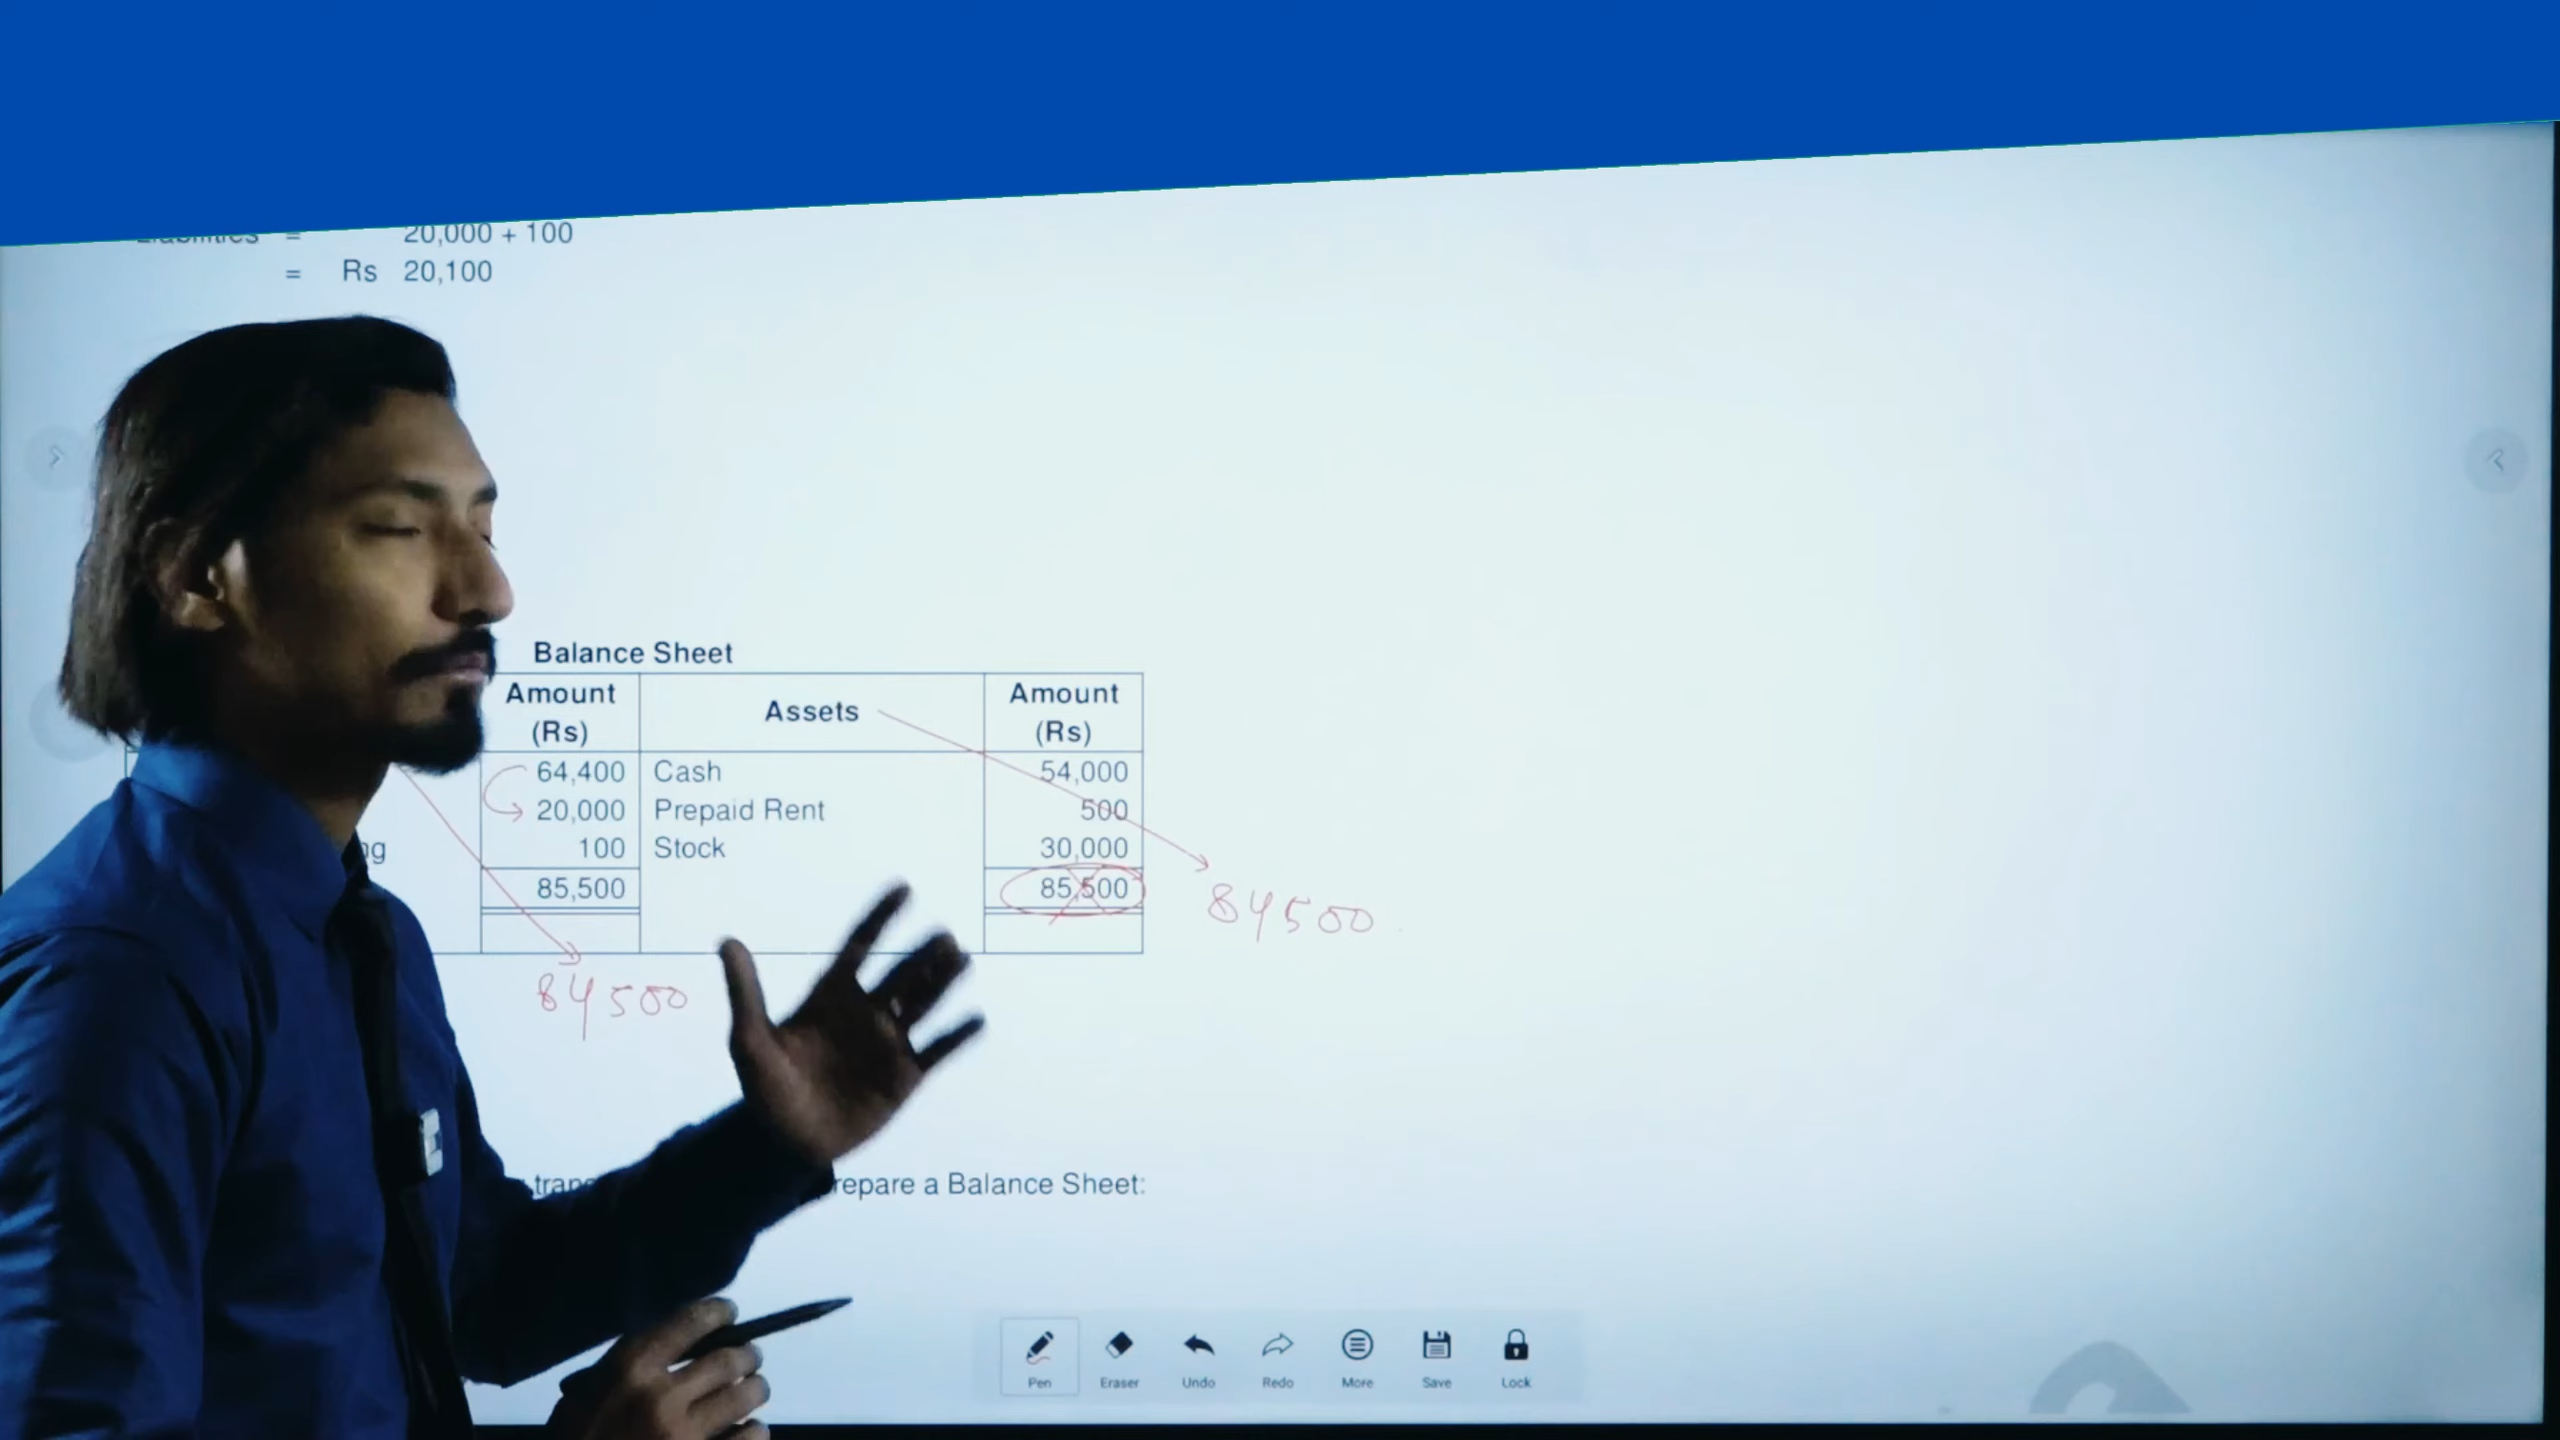 Liabilities = 20,000 + 100
= Rs 20,100
Balance Sheet
Amount (Rs) Assets Amount (Rs)
64,400 Cash 54,000
20,000 Prepaid Rent 500
100 Stock 30,000
85,500 85,500
84500
84500
repare a Balance Sheet:
Pen Eraser Undo Redo More Save Lock